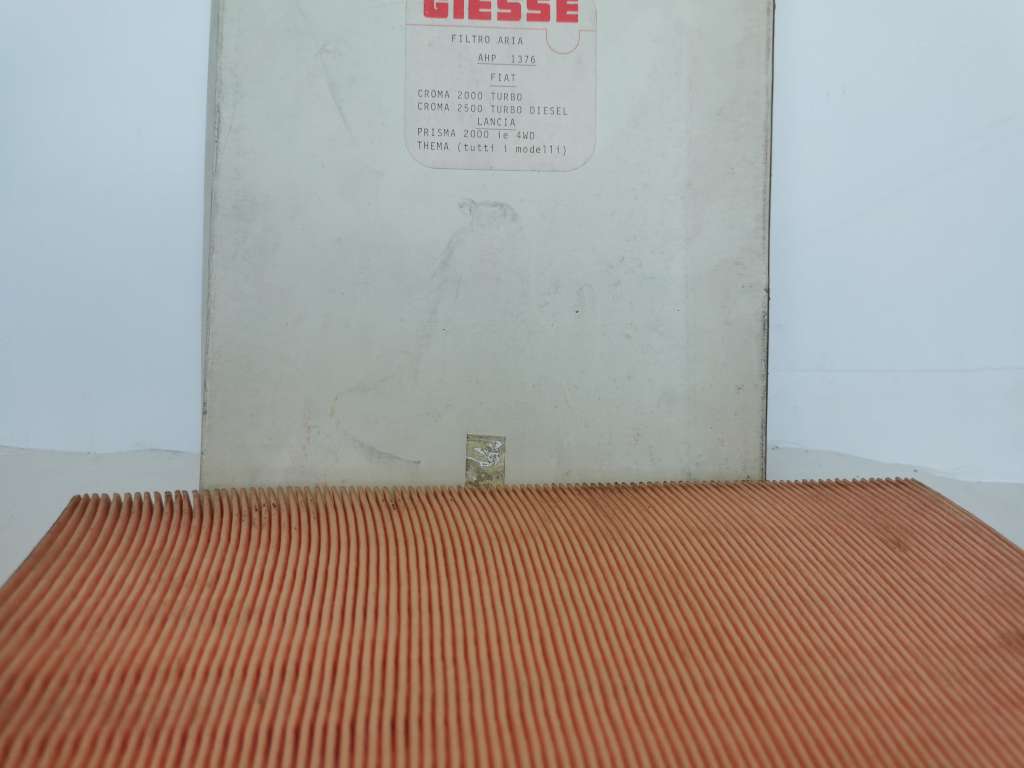 GIESSE
FILTRO ARIA
AHP 1376
FIAT
CROMA 2000 TURBO
CROMA 2500 TURBO DIESEL
LANCIA
PRISMA 2000 ie 4WD
THEMA (tutti i modelli)